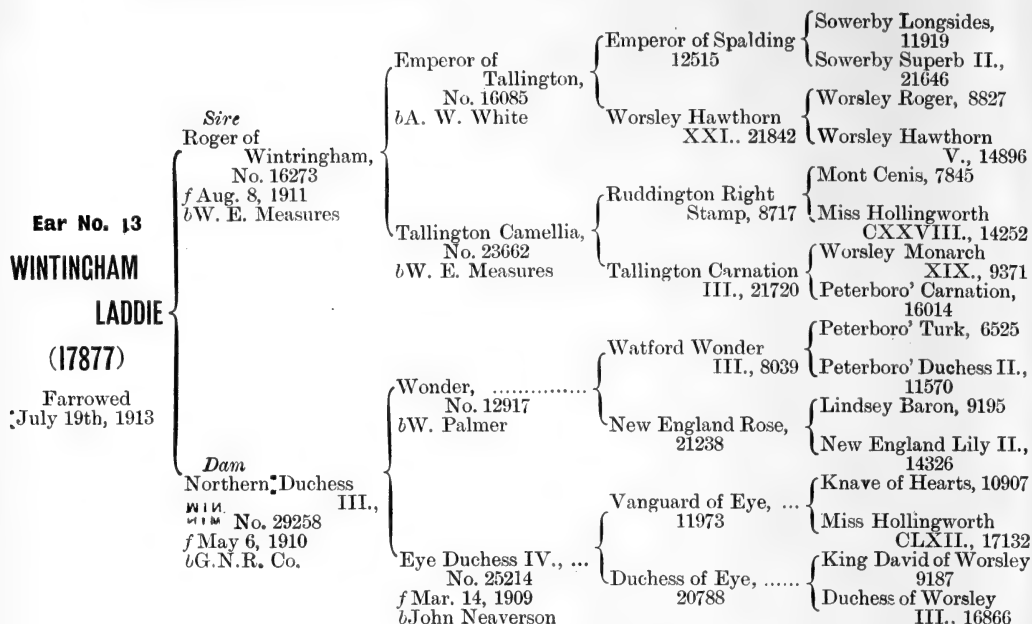 Ear No. 13
WINTINGHAM
LADDIE
(17877)
Farrowed
July 19th, 1913
Sire
Roger of
Wintringham,
No. 16273
f Aug. 8, 1911
bW. E. Measures
Dam
Northern Duchess
III.,
No. 29258
f May 6, 1910
bG.N.R. Co.
Emperor of
Tallington,
No. 16085
bA. W. White
Tallington Camellia,
No. 23662
bW. E. Measures
Wonder, ................
No. 12917
bW. Palmer
Eye Duchess IV., ...
No. 25214
f Mar. 14, 1909
bJohn Neaverson
Emperor of Spalding
12515
Worsley Hawthorn
XXI.. 21842
Ruddington Right
Stamp, 8717
Tallington Carnation
III., 21720
Watford Wonder
III., 8039
New England Rose,
21238
Vanguard of Eye, ...
11973
Duchess of Eye, ......
20788
Sowerby Longsides,
11919
Sowerby Superb II.,
21646
Worsley Roger, 8827
Worsley Hawthorn
V., 14896
Mont Cenis, 7845
Miss Hollingworth
CXXVIII., 14252
Worsley Monarch
XIX., 9371
Peterboro' Carnation,
16014
Peterboro' Turk, 6525
Peterboro' Duchess II.,
11570
Lindsey Baron, 9195
New England Lily II.,
14326
Knave of Hearts, 10907
Miss Hollingworth
CLXII., 17132
King David of Worsley
9187
Duchess of Worsley
III., 16866